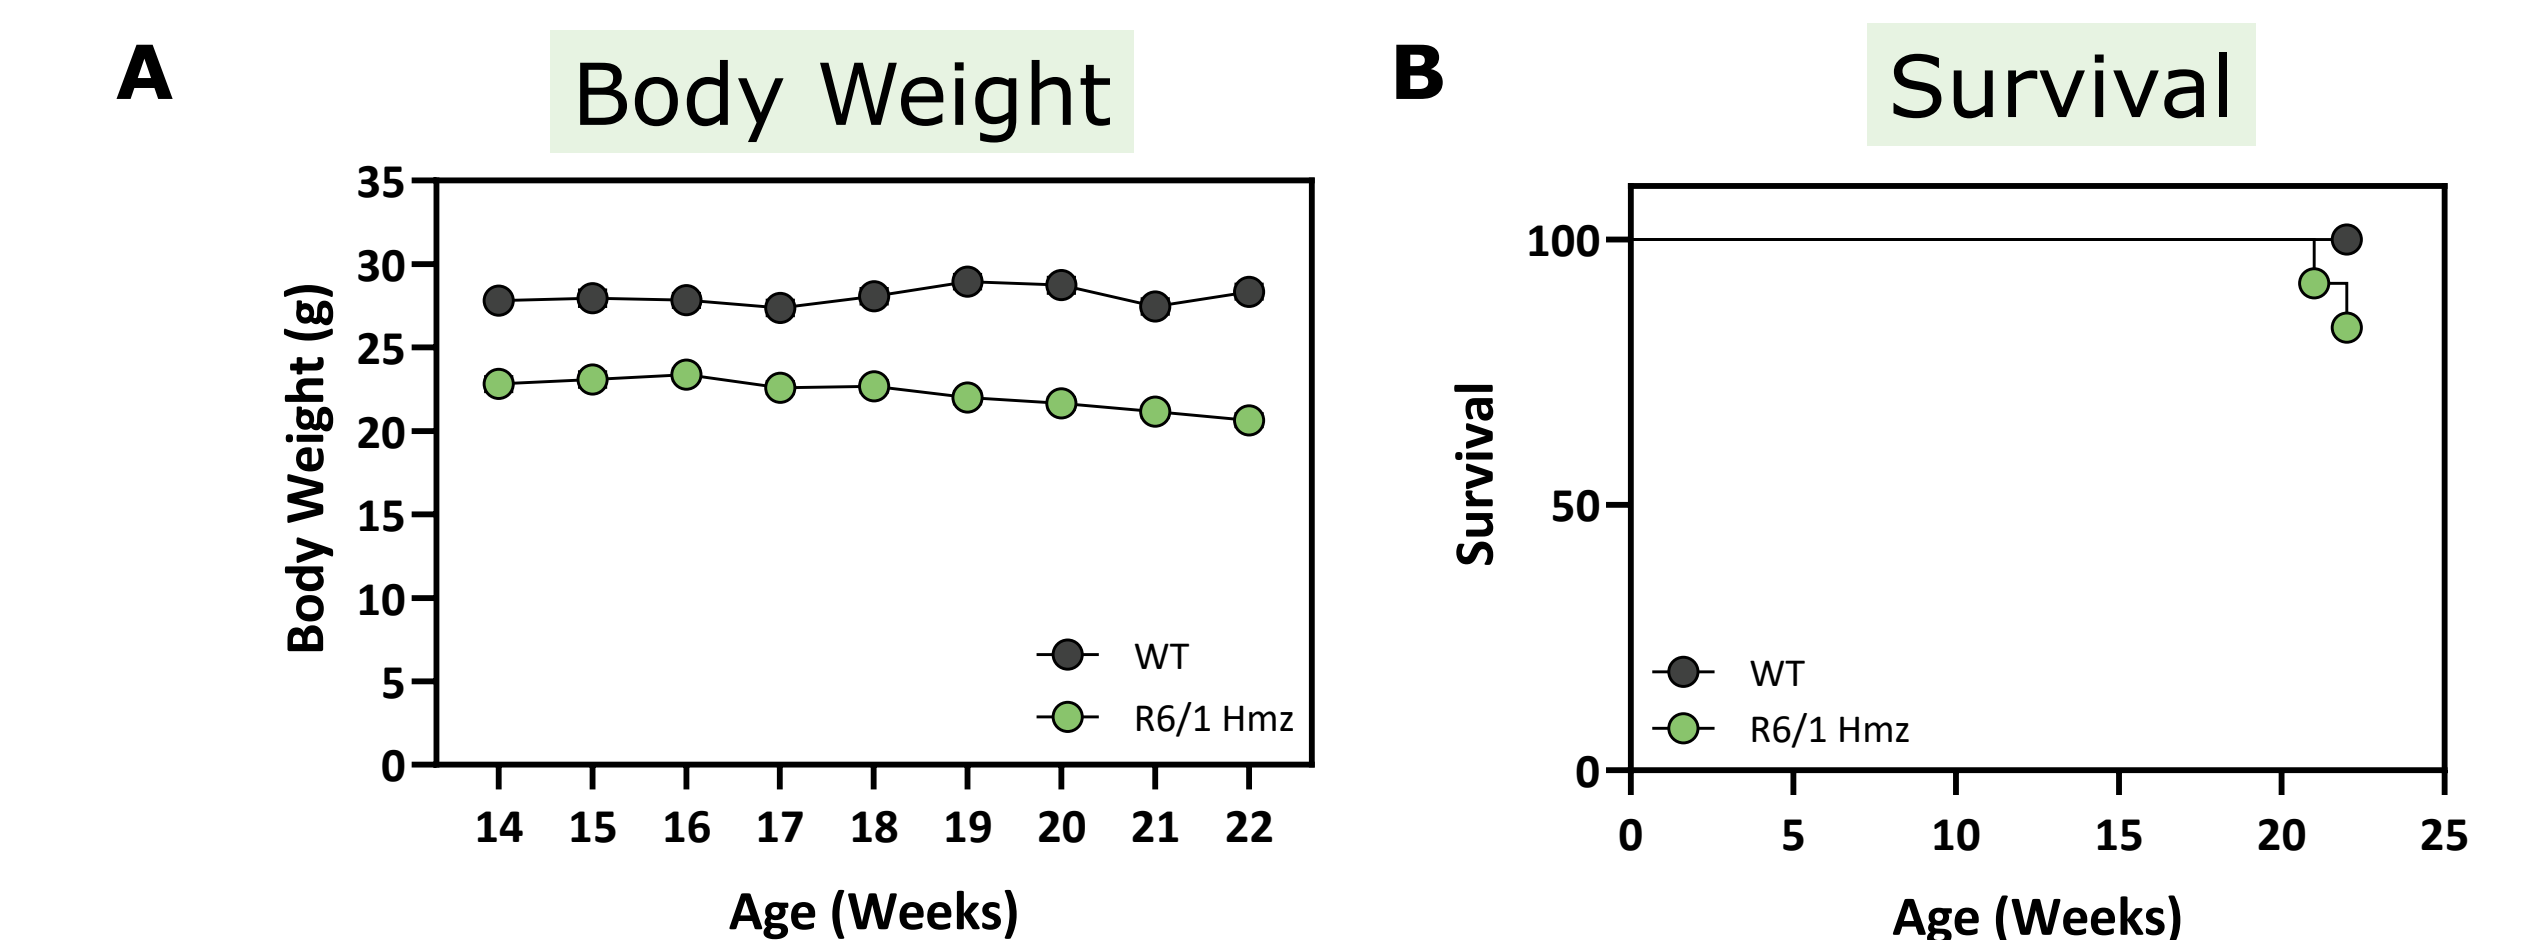 A
Body Weight
35
30
25
20
15
10
5
0
Body Weight (g)
WT
R6/1 Hmz
14 15 16 17 18 19 20 21 22
Age (Weeks)
B
Survival
100
50
0
Survival
WT
R6/1 Hmz
0 5 10 15 20 25
Age (Weeks)